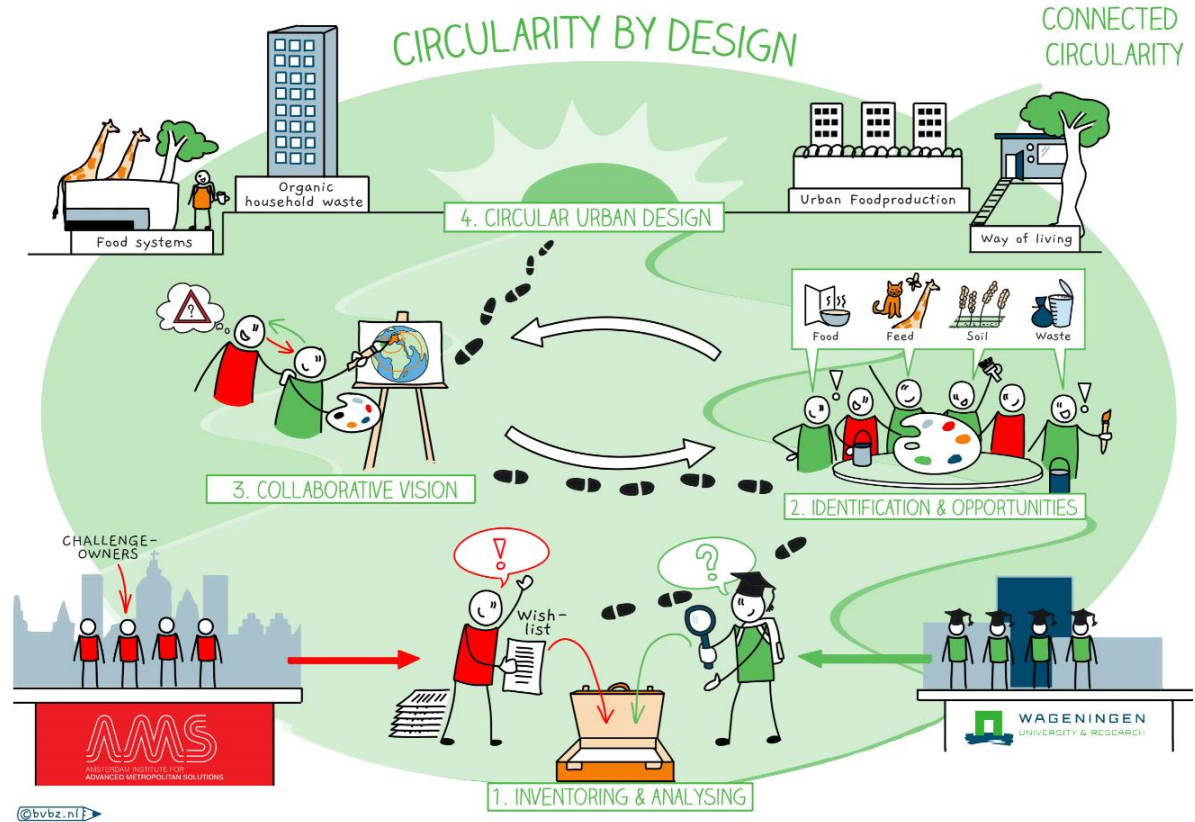 CIRCULARITY BY DESIGN
CONNECTED
CIRCULARITY
Organic
household waste
Food systems
Urban Foodproduction
Way of living
4. CIRCULAR URBAN DESIGN
?
Food
Feed
Soil
Waste
!
!
3. COLLABORATIVE VISION
2. IDENTIFICATION & OPPORTUNITIES
CHALLENGE-
OWNERS
!
?
Wish-
list
AMS
AMSTERDAM INSTITUTE FOR
ADVANCED METROPOLITAN SOLUTIONS
WAGENINGEN
UNIVERSITY & RESEARCH
1. INVENTORING & ANALYSING
©bvbz.nl